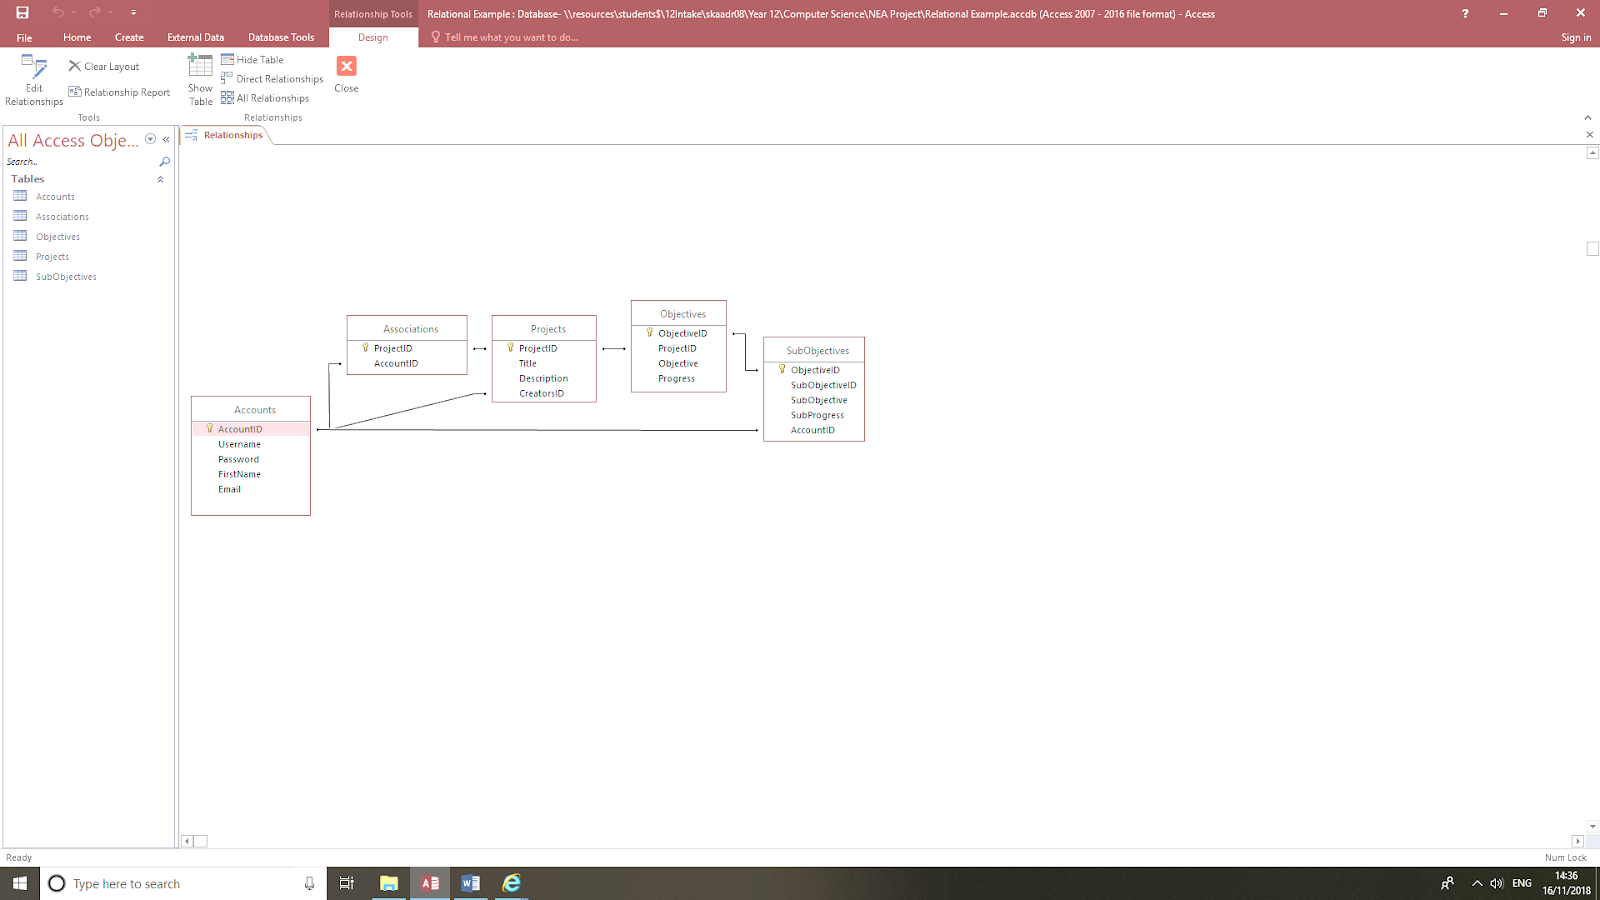 Relationship Tools
Relational Example : Database- \\resources\students$\12Intake\skaadr08\Year 12\Computer Science\NEA Project\Relational Example.accdb (Access 2007 - 2016 file format) - Access
?
File
Home
Create
External Data
Database Tools
Design
Tell me what you want to do...
Sign in
Edit Relationships
Clear Layout
Relationship Report
Tools
Show Table
Hide Table
Direct Relationships
All Relationships
Relationships
Close
All Access Obje...
Search..
Tables
Accounts
Associations
Objectives
Projects
SubObjectives
Relationships
Accounts
AccountID
Username
Password
FirstName
Email
Associations
ProjectID
AccountID
Projects
ProjectID
Title
Description
CreatorsID
Objectives
ObjectiveID
ProjectID
Objective
Progress
SubObjectives
ObjectiveID
SubObjectiveID
SubObjective
SubProgress
AccountID
Ready
Num Lock
Type here to search
ENG
14:36
16/11/2018